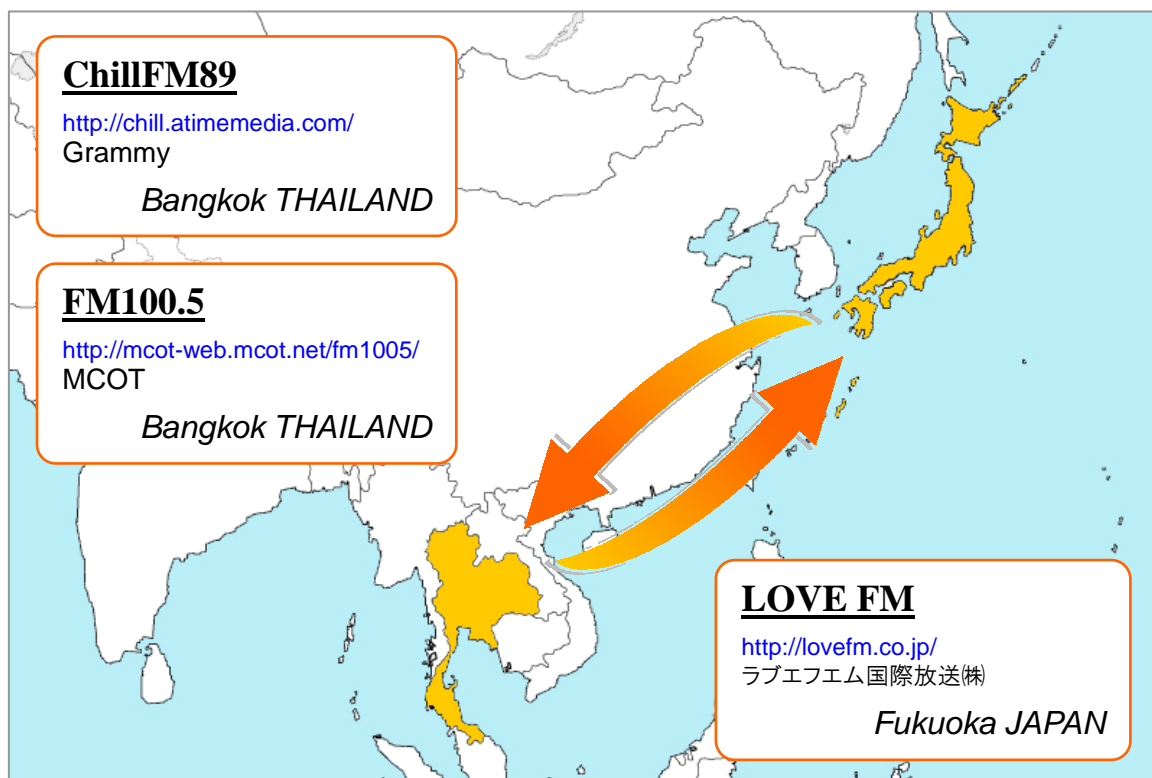 ChillFM89
http://chill.atimemedia.com/
Grammy
Bangkok THAILAND
FM100.5
http://mcot-web.mcot.net/fm1005/
MCOT
Bangkok THAILAND
LOVE FM
http://lovefm.co.jp/
ラブエフエム国際放送㈱
Fukuoka JAPAN